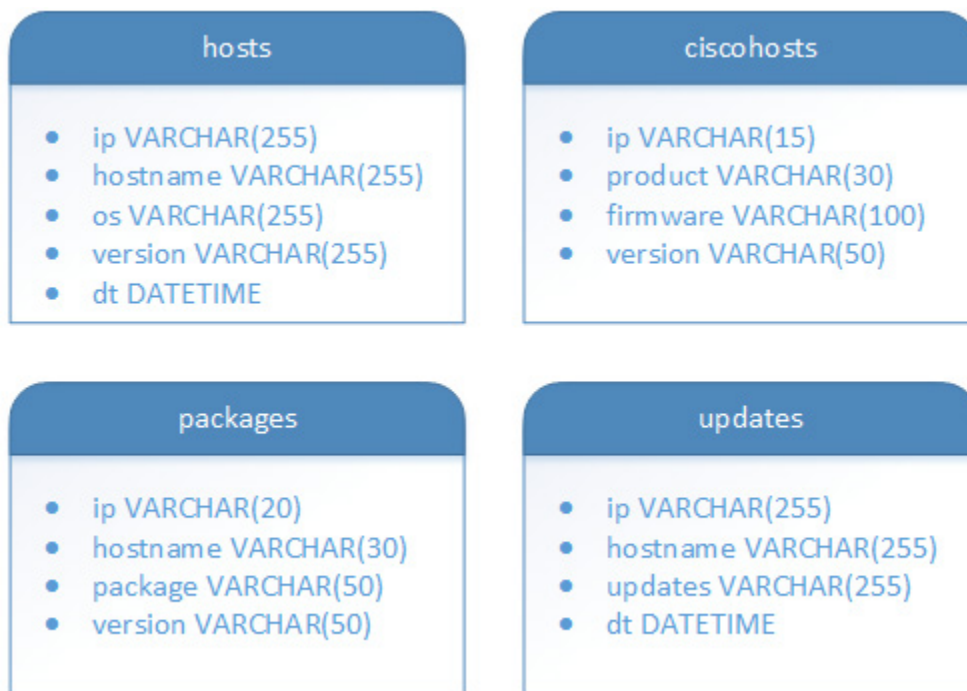 hosts
• ip VARCHAR(255)
• hostname VARCHAR(255)
• os VARCHAR(255)
• version VARCHAR(255)
• dt DATETIME
ciscohosts
• ip VARCHAR(15)
• product VARCHAR(30)
• firmware VARCHAR(100)
• version VARCHAR(50)
packages
• ip VARCHAR(20)
• hostname VARCHAR(30)
• package VARCHAR(50)
• version VARCHAR(50)
updates
• ip VARCHAR(255)
• hostname VARCHAR(255)
• updates VARCHAR(255)
• dt DATETIME